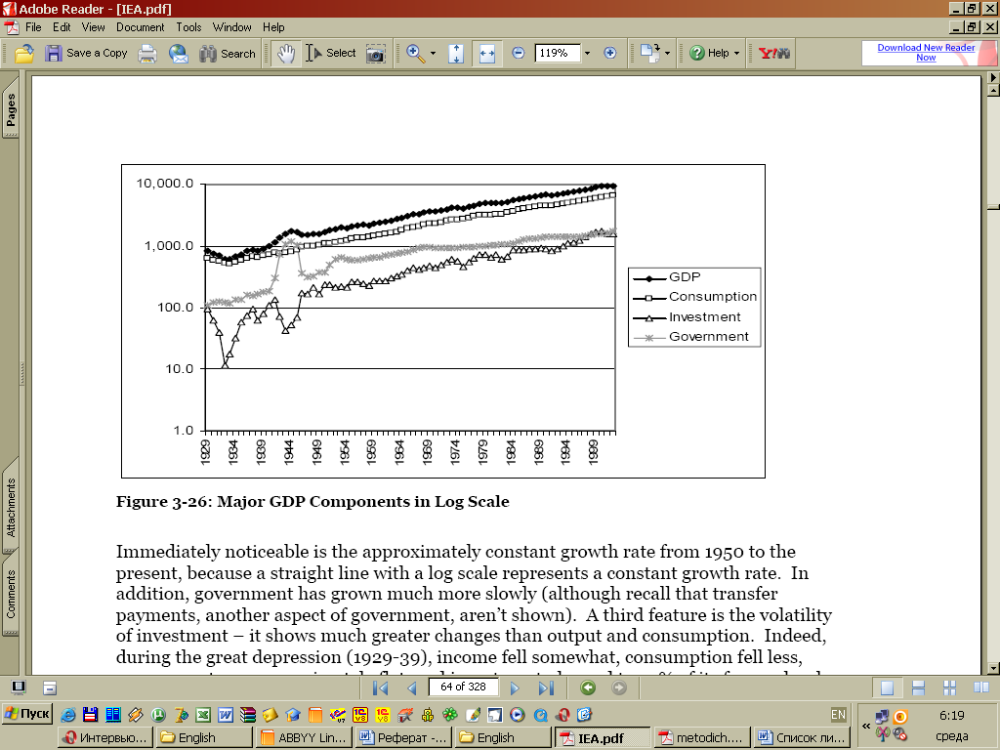 Adobe Reader - [IEA.pdf]
File Edit View Document Tools Window Help
Save a Copy Search Select 119% Help Y! Download New Reader Now
Pages
Attachments
Comments
10,000.0
1,000.0
100.0
10.0
1.0
1929 1934 1939 1944 1949 1954 1959 1964 1969 1974 1979 1984 1989 1994 1999
GDP
Consumption
Investment
Government
Figure 3-26: Major GDP Components in Log Scale
Immediately noticeable is the approximately constant growth rate from 1950 to the
present, because a straight line with a log scale represents a constant growth rate. In
addition, government has grown much more slowly (although recall that transfer
payments, another aspect of government, aren't shown). A third feature is the volatility
of investment – it shows much greater changes than output and consumption. Indeed,
during the great depression (1929-39), income fell somewhat, consumption fell less,
64 of 328
Пуск EN 6:19
Интервью... English ABBYY Lin... Реферат - ... English IEA.pdf metodich.... Список ли... « среда